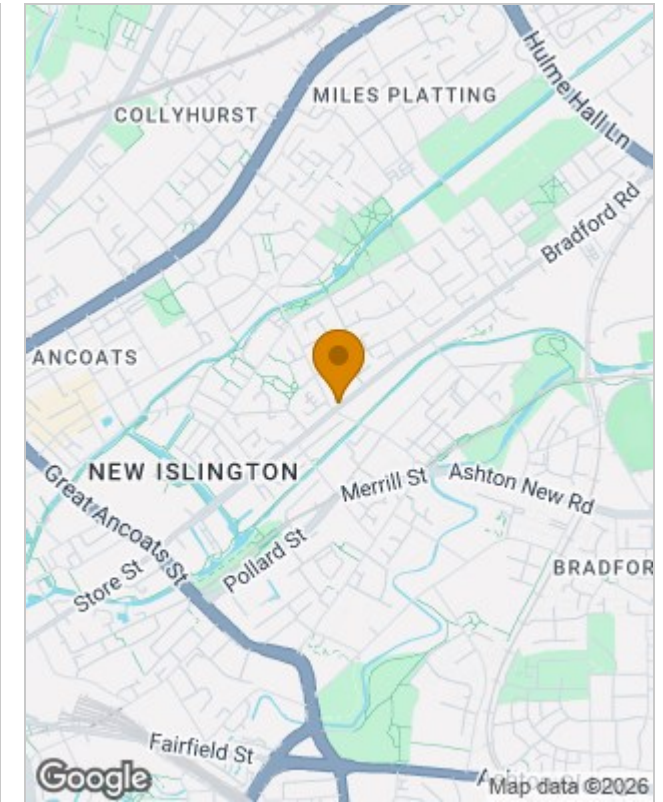 Hulme Hall Ln
MILES PLATTING
COLLYHURST
Bradford Rd
ANCOATS
NEW ISLINGTON
Merrill St
Ashton New Rd
Great Ancoats St
Pollard St
Store St
BRADFOR
Fairfield St
Google
Map data ©2026